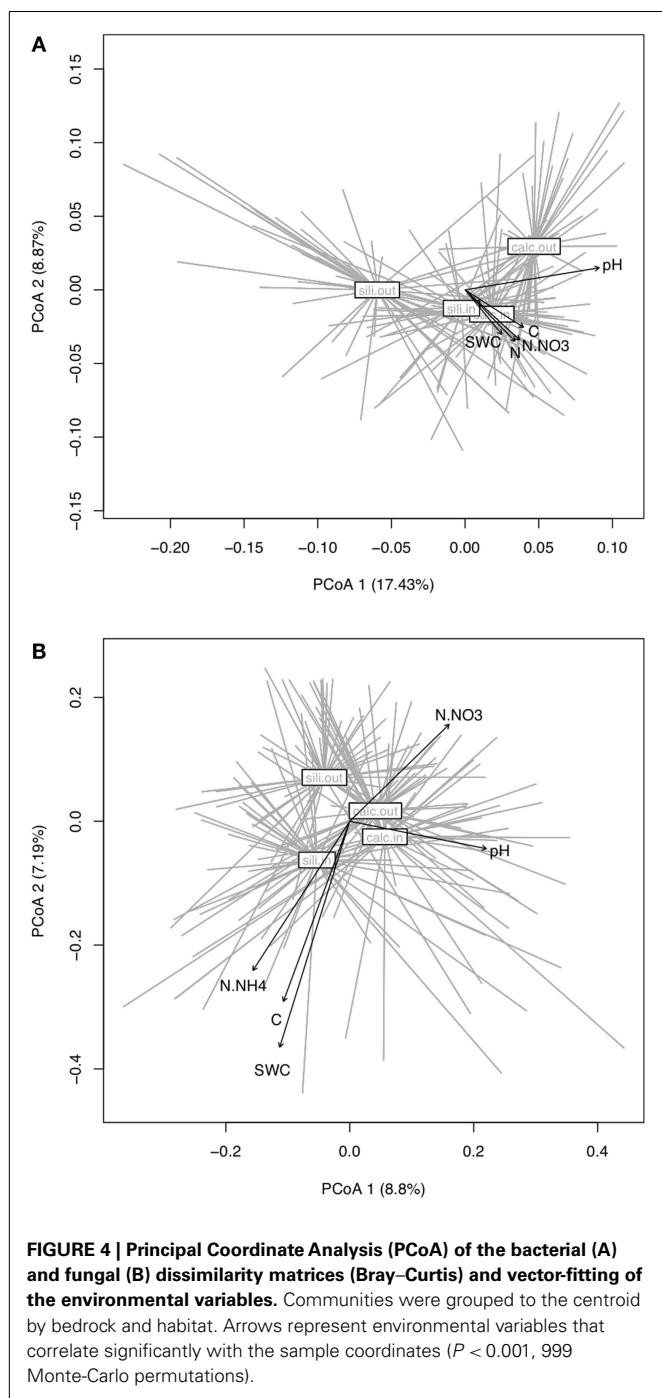 A
0.15
0.10
0.05
0.00
−0.05
−0.10
−0.15
PCoA 2 (8.87%)
calc.out
pH
sili.out
sili.in
C
SWC
N.NO3
N
−0.20 −0.15 −0.10 −0.05 0.00 0.05 0.10
PCoA 1 (17.43%)
B
0.2
0.0
−0.2
−0.4
PCoA 2 (7.19%)
N.NO3
sili.out
calc.out
calc.in
pH
sili.in
N.NH4
C
SWC
−0.2 0.0 0.2 0.4
PCoA 1 (8.8%)
FIGURE 4 | Principal Coordinate Analysis (PCoA) of the bacterial (A)
and fungal (B) dissimilarity matrices (Bray–Curtis) and vector-fitting of
the environmental variables. Communities were grouped to the centroid
by bedrock and habitat. Arrows represent environmental variables that
correlate significantly with the sample coordinates (P < 0.001, 999
Monte-Carlo permutations).